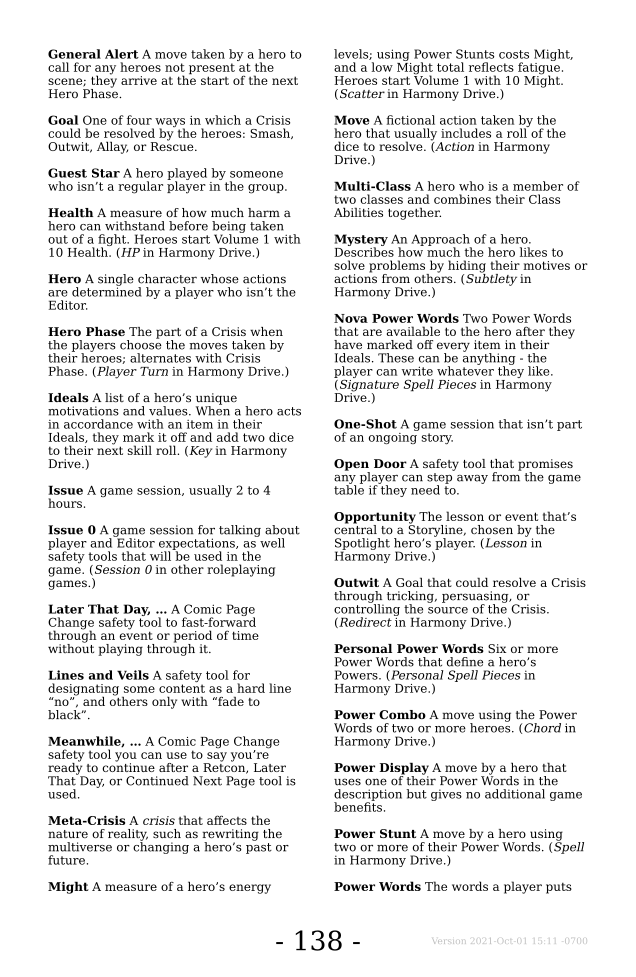 General Alert A move taken by a hero to
call for any heroes not present at the
scene; they arrive at the start of the next
Hero Phase.
Goal One of four ways in which a Crisis
could be resolved by the heroes: Smash,
Outwit, Allay, or Rescue.
Guest Star A hero played by someone
who isn’t a regular player in the group.
Health A measure of how much harm a
hero can withstand before being taken
out of a fight. Heroes start Volume 1 with
10 Health. (HP in Harmony Drive.)
Hero A single character whose actions
are determined by a player who isn’t the
Editor.
Hero Phase The part of a Crisis when
the players choose the moves taken by
their heroes; alternates with Crisis
Phase. (Player Turn in Harmony Drive.)
Ideals A list of a hero’s unique
motivations and values. When a hero acts
in accordance with an item in their
Ideals, they mark it off and add two dice
to their next skill roll. (Key in Harmony
Drive.)
Issue A game session, usually 2 to 4
hours.
Issue 0 A game session for talking about
player and Editor expectations, as well
safety tools that will be used in the
game. (Session 0 in other roleplaying
games.)
Later That Day, ... A Comic Page
Change safety tool to fast-forward
through an event or period of time
without playing through it.
Lines and Veils A safety tool for
designating some content as a hard line
“no”, and others only with “fade to
black”.
Meanwhile, ... A Comic Page Change
safety tool you can use to say you’re
ready to continue after a Retcon, Later
That Day, or Continued Next Page tool is
used.
Meta-Crisis A crisis that affects the
nature of reality, such as rewriting the
multiverse or changing a hero’s past or
future.
Might A measure of a hero’s energy
levels; using Power Stunts costs Might,
and a low Might total reflects fatigue.
Heroes start Volume 1 with 10 Might.
(Scatter in Harmony Drive.)
Move A fictional action taken by the
hero that usually includes a roll of the
dice to resolve. (Action in Harmony
Drive.)
Multi-Class A hero who is a member of
two classes and combines their Class
Abilities together.
Mystery An Approach of a hero.
Describes how much the hero likes to
solve problems by hiding their motives or
actions from others. (Subtlety in
Harmony Drive.)
Nova Power Words Two Power Words
that are available to the hero after they
have marked off every item in their
Ideals. These can be anything - the
player can write whatever they like.
(Signature Spell Pieces in Harmony
Drive.)
One-Shot A game session that isn’t part
of an ongoing story.
Open Door A safety tool that promises
any player can step away from the game
table if they need to.
Opportunity The lesson or event that’s
central to a Storyline, chosen by the
Spotlight hero’s player. (Lesson in
Harmony Drive.)
Outwit A Goal that could resolve a Crisis
through tricking, persuasing, or
controlling the source of the Crisis.
(Redirect in Harmony Drive.)
Personal Power Words Six or more
Power Words that define a hero’s
Powers. (Personal Spell Pieces in
Harmony Drive.)
Power Combo A move using the Power
Words of two or more heroes. (Chord in
Harmony Drive.)
Power Display A move by a hero that
uses one of their Power Words in the
description but gives no additional game
benefits.
Power Stunt A move by a hero using
two or more of their Power Words. (Spell
in Harmony Drive.)
Power Words The words a player puts
- 138 -
Version 2021-Oct-01 15:11 -0700